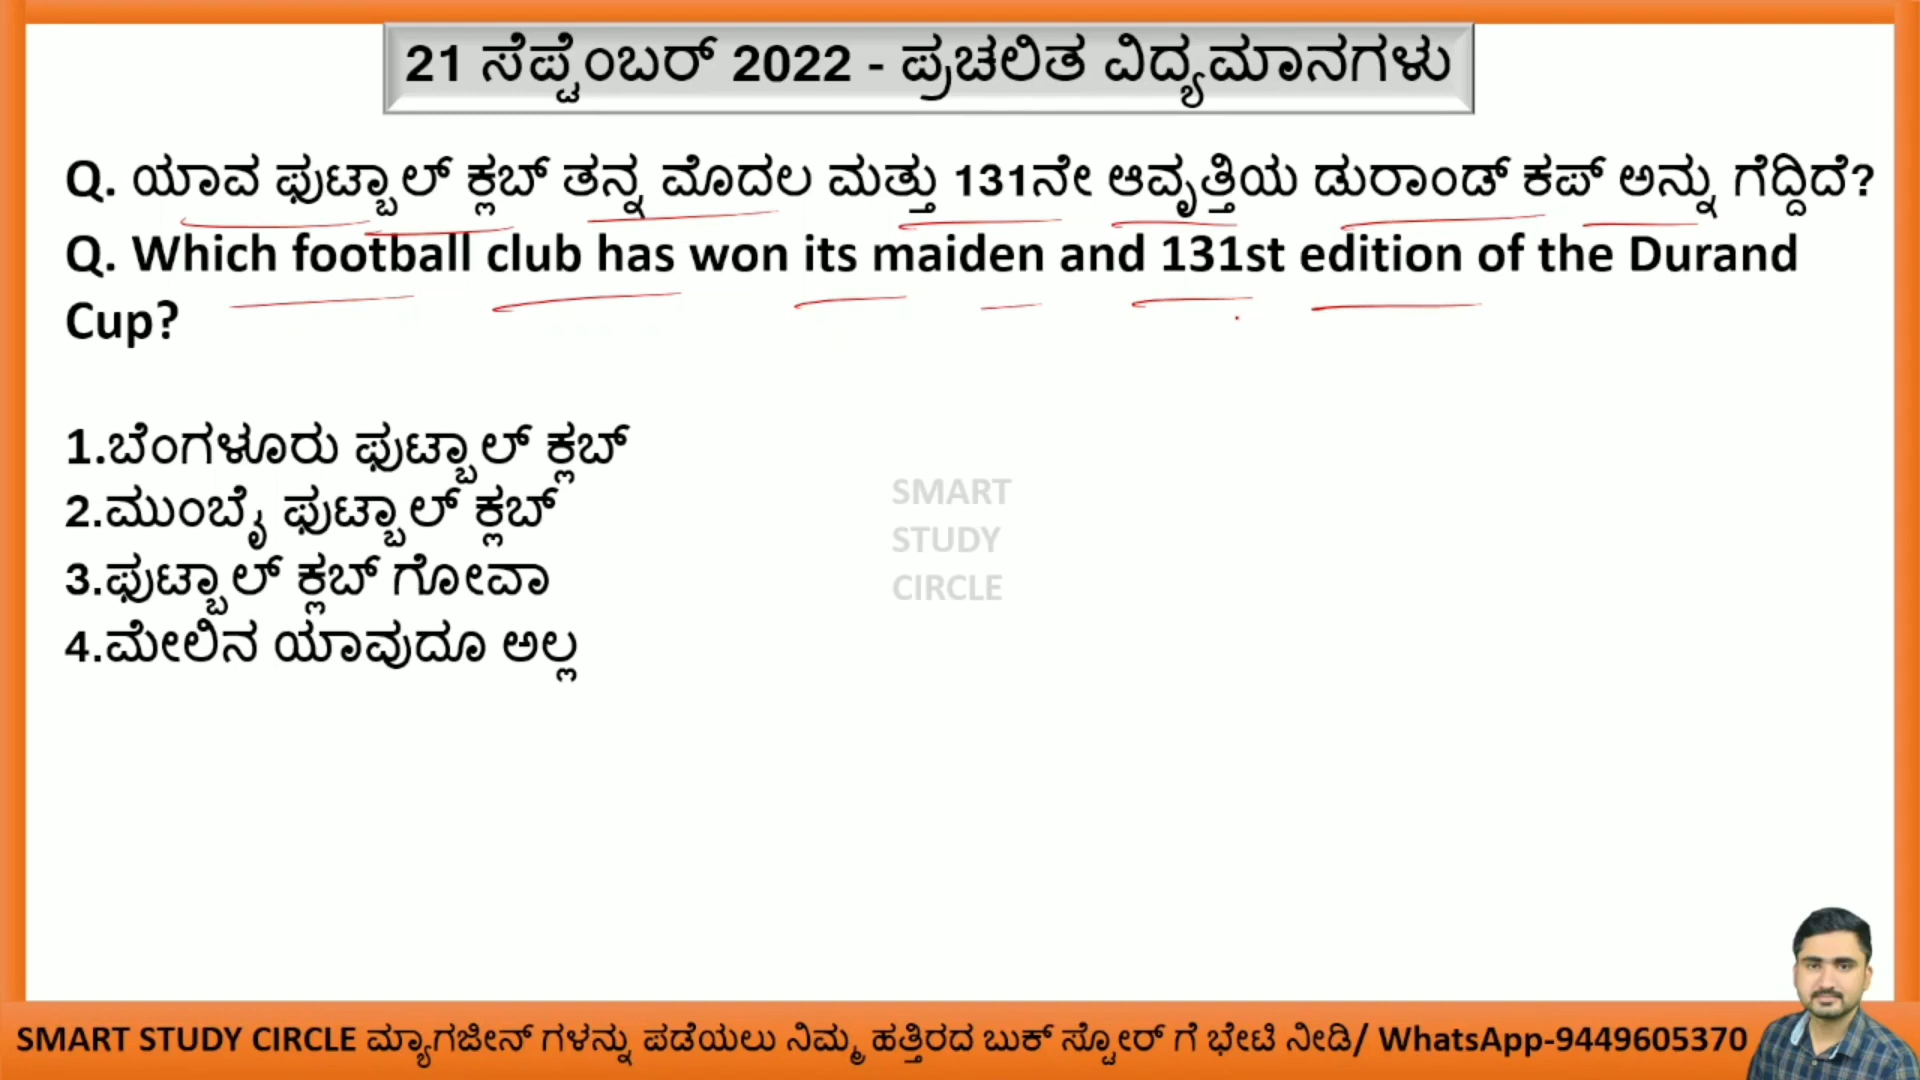 21 ಸೆಪ್ಟೆಂಬರ್ 2022 - ಪ್ರಚಲಿತ ವಿದ್ಯಮಾನಗಳು
Q. ಯಾವ ಫುಟ್ಬಾಲ್ ಕ್ಲಬ್ ತನ್ನ ಮೊದಲ ಮತ್ತು 131ನೇ ಆವೃತ್ತಿಯ ಡುರಾಂಡ್ ಕಪ್ ಅನ್ನು ಗೆದ್ದಿದೆ?
Q. Which football club has won its maiden and 131st edition of the Durand
Cup?
1.ಬೆಂಗಳೂರು ಫುಟ್ಬಾಲ್ ಕ್ಲಬ್
2.ಮುಂಬೈ ಫುಟ್ಬಾಲ್ ಕ್ಲಬ್
3.ಫುಟ್ಬಾಲ್ ಕ್ಲಬ್ ಗೋವಾ
4.ಮೇಲಿನ ಯಾವುದೂ ಅಲ್ಲ
SMART
STUDY
CIRCLE
SMART STUDY CIRCLE ಮ್ಯಾಗಜೀನ್ ಗಳನ್ನು ಪಡೆಯಲು ನಿಮ್ಮ ಹತ್ತಿರದ ಬುಕ್ ಸ್ಟೋರ್ ಗೆ ಭೇಟಿ ನೀಡಿ/ WhatsApp-9449605370